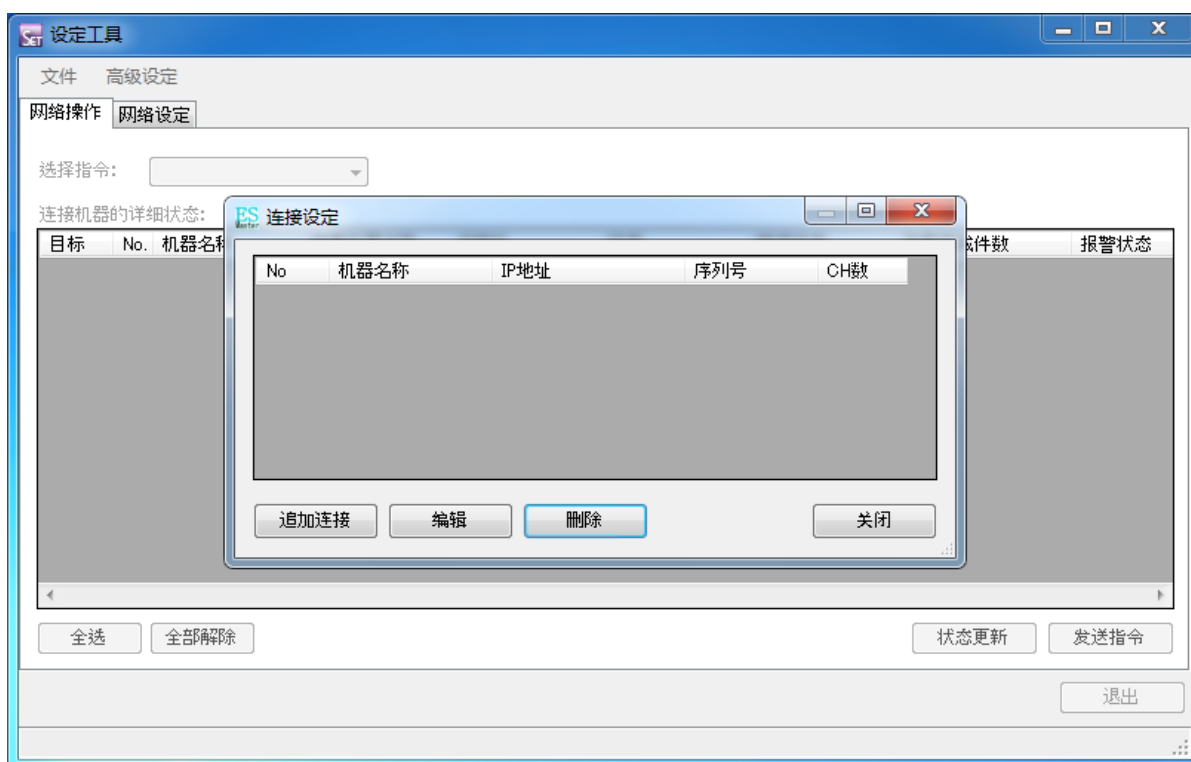 SET 设定工具
文件 高级设定
网络操作 网络设定
选择指令:
连接机器的详细状态:
目标 No. 机器名称 件数 报警状态
ES Master 连接设定
No 机器名称 IP地址 序列号 CH数
追加连接 编辑 删除 关闭
全选 全部解除 状态更新 发送指令
退出